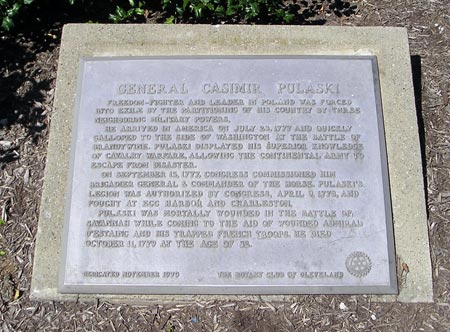 GENERAL CASIMIR PULASKI
FREEDOM-FIGHTER AND LEADER IN POLAND WAS FORCED
INTO EXILE BY THE PARTITIONING OF HIS COUNTRY BY THREE
NEIGHBORING MILITARY POWERS.
HE ARRIVED IN AMERICA ON JULY 23, 1777 AND QUICKLY
GALLOPED TO THE SIDE OF WASHINGTON AT THE BATTLE OF
BRANDYWINE. PULASKI DISPLAYED HIS SUPERIOR KNOWLEDGE
OF CAVALRY WARFARE, ALLOWING THE CONTINENTAL ARMY TO
ESCAPE FROM DISASTER.
ON SEPTEMBER 15, 1777, CONGRESS COMMISSIONED HIM
BRIGADIER GENERAL & COMMANDER OF THE HORSE. PULASKI'S
LEGION WAS AUTHORIZED BY CONGRESS, APRIL 1778, AND
FOUGHT AT EGG HARBOR AND CHARLESTON.
PULASKI WAS MORTALLY WOUNDED IN THE BATTLE OF
SAVANNAH WHILE COMING TO THE AID OF WOUNDED ADMIRAL
D'ESTAING AND HIS TRAPPED FRENCH TROOPS. HE DIED
OCTOBER 11, 1779 AT THE AGE OF
DEDICATED NOVEMBER 1979 THE ROTARY CLUB OF CLEVELAND